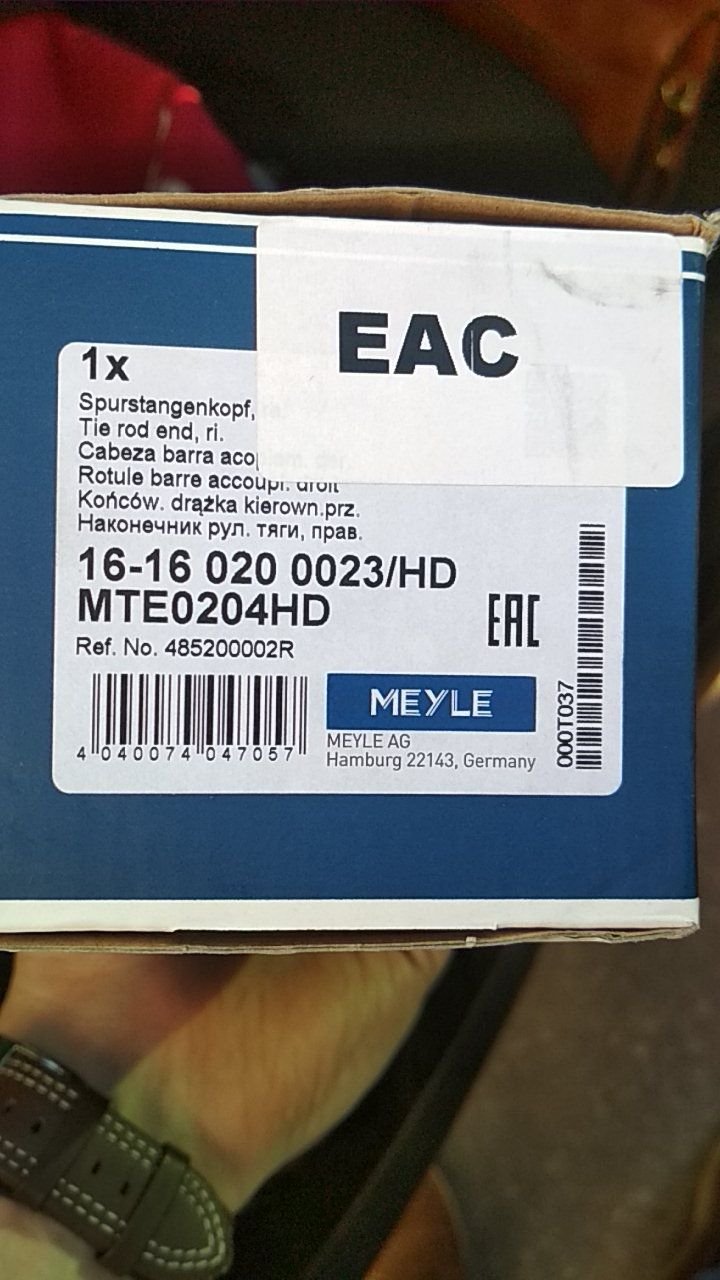 EAC
1x
Spurstangenkopf,
Tie rod end, ri.
Cabeza barra
Rotule barre accoupl. droit
Końców. drążka kierown.prz.
Наконечник рул. тяги, прав.
16-16 020 0023/HD
MTE0204HD
EAC
Ref. No. 485200002R
MEYLE
4 040074 047057
MEYLE AG
Hamburg 22143, Germany
000T037